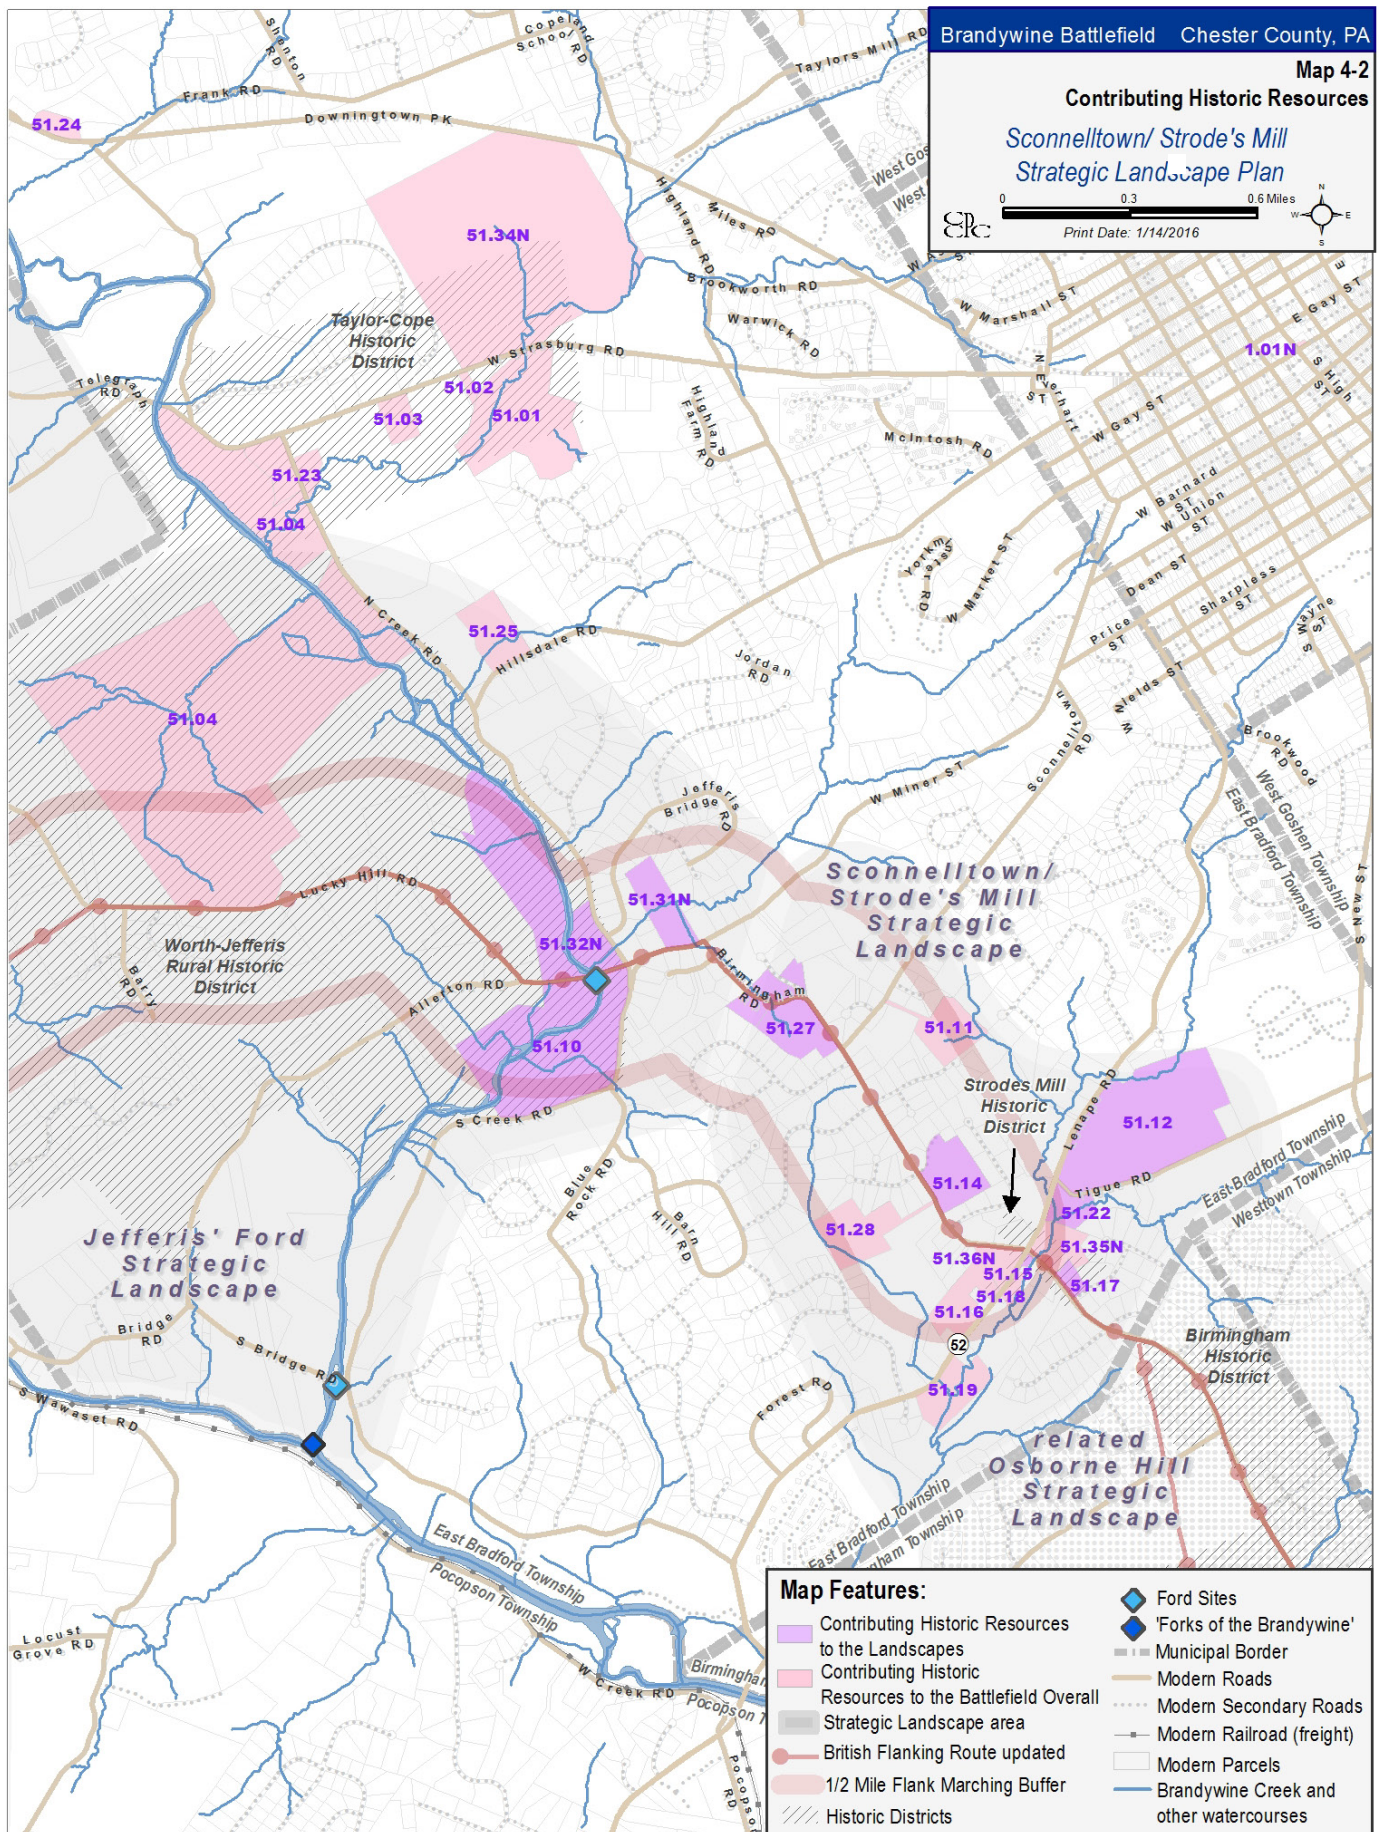 Brandywine Battlefield Chester County, PA
Map 4-2
Contributing Historic Resources
Sconnelltown/ Strode's Mill
Strategic Landscape Plan
0 0.3 0.6 Miles
N
W E
S
CPC
Print Date: 1/14/2016
Shenton
RD
Copeland
School RD
Taylors Mill RD
Frank RD
Downingtown PK
51.24
West Gos
West
Highland RD
Miles RD
51.34N
Brookworth RD
W Marshall ST
E Gay ST
Warwick RD
Taylor-Cope
Historic
District
W Strasburg RD
1.01N
S High
ST
N Everhart
ST
Telegraph
RD
51.02
51.03
51.01
Highland
Farm RD
W Gay ST
McIntosh RD
51.23
W Barnard
ST
W Union
ST
51.04
Yorkminster RD
W Market ST
Dean ST
Sharpless
ST
N Creek RD
51.25
Hillsdale RD
Price
ST
S Wayne
ST
Jordan
RD
W Nields ST
51.04
Sconnelltown
RD
Brookwood
RD
W Miner ST
Jefferis
Bridge RD
West Goshen Township
East Bradford Township
Lucky Hill RD
51.31N
Sconnelltown/
Strode's Mill
Strategic
Landscape
S New ST
Worth-Jefferis
Rural Historic
District
51.32N
Barry
RD
Allerton RD
Birmingham
RD
51.27
51.11
51.10
Strodes Mill
Historic
District
Lenape RD
S Creek RD
51.12
Blue
Rock RD
51.14
Tigue RD
East Bradford Township
Westtown Township
Barn
Hill RD
51.22
51.28
Jefferis' Ford
Strategic
Landscape
51.35N
51.36N
51.15
51.17
51.18
51.16
Bridge
RD
S Bridge RD
52
Birmingham
Historic
District
51.19
S Wawaset RD
Forest RD
related
Osborne Hill
Strategic
Landscape
East Bradford Township
Pocopson Township
East Bradford Township
gham Township
Locust
Grove RD
W Creek RD
Birmingham
Pocopson T
Pocopson
RD
Map Features:
Contributing Historic Resources
to the Landscapes
Contributing Historic
Resources to the Battlefield Overall
Strategic Landscape area
British Flanking Route updated
1/2 Mile Flank Marching Buffer
Historic Districts
Ford Sites
'Forks of the Brandywine'
Municipal Border
Modern Roads
Modern Secondary Roads
Modern Railroad (freight)
Modern Parcels
Brandywine Creek and
other watercourses